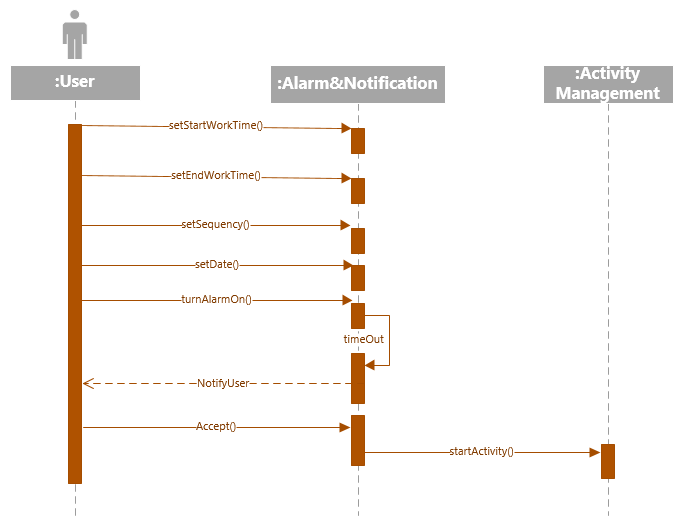 :User
:Alarm&Notification
:Activity
Management
setStartWorkTime()
setEndWorkTime()
setSequency()
setDate()
turnAlarmOn()
timeOut
NotifyUser
Accept()
startActivity()